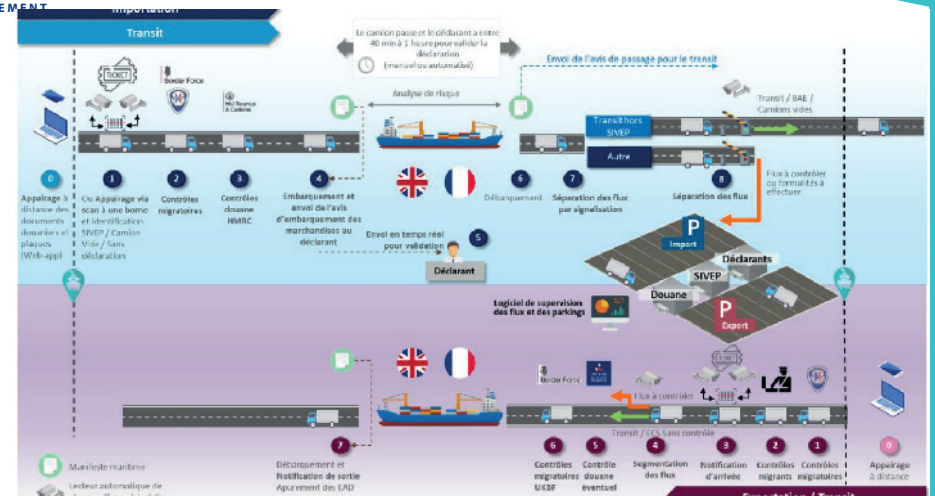 EMENT
Importation
Transit
Le camion passe et le déclarant a entre
40 min à 1 heure pour valider la
déclaration
(manuel ou automatisé)
Envoi de l'avis de passage pour le transit
TICKET
Border Force
HM Revenue
& Customs
Analyse de risque
Transit / BAE /
Camions vides
Transit hors
SIVEP
Autre
Flux à contrôler
ou formalités à
effectuer
0
Appairage à
distance des
documents
douaniers et
plaques
(Web-app)
1
Ou Appairage via
scan à une borne
et identification
SIVEP / Camion
Vide / Sans
déclaration
2
Contrôles
migratoires
3
Contrôles
douane
HMRC
4
Embarquement et
envoi de l'avis
d'embarquement des
marchandises au
déclarant
Envoi en temps réel
pour validation
5
Déclarant
6
Débarquement
7
Séparation des flux
par signalisation
8
Séparation des flux
P
Import
Déclarants
SIVEP
Douane
P
Export
Logiciel de supervision
des flux et des parkings
TICKET
Border Force
Flux à contrôler
Transit / ECS Sans contrôle
7
Débarquement et
Notification de sortie
Apurement des EAD
6
Contrôles
migratoires
UKBF
5
Contrôle
douane
éventuel
4
Segmentation
des flux
3
Notification
d'arrivée
2
Contrôles
migrants
1
Contrôles
migratoires
0
Appairage
à distance
Manifeste maritime
Lecteur automatique de
Exportation / Transit